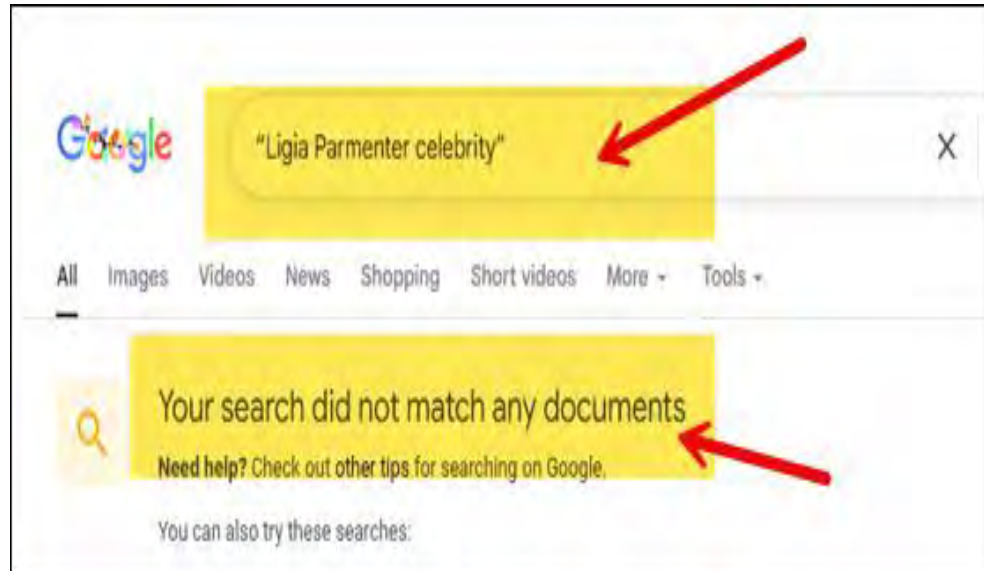 Google
“Ligia Parmenter celebrity”
X
All Images Videos News Shopping Short videos More Tools
Your search did not match any documents
Need help? Check out other tips for searching on Google.
You can also try these searches: